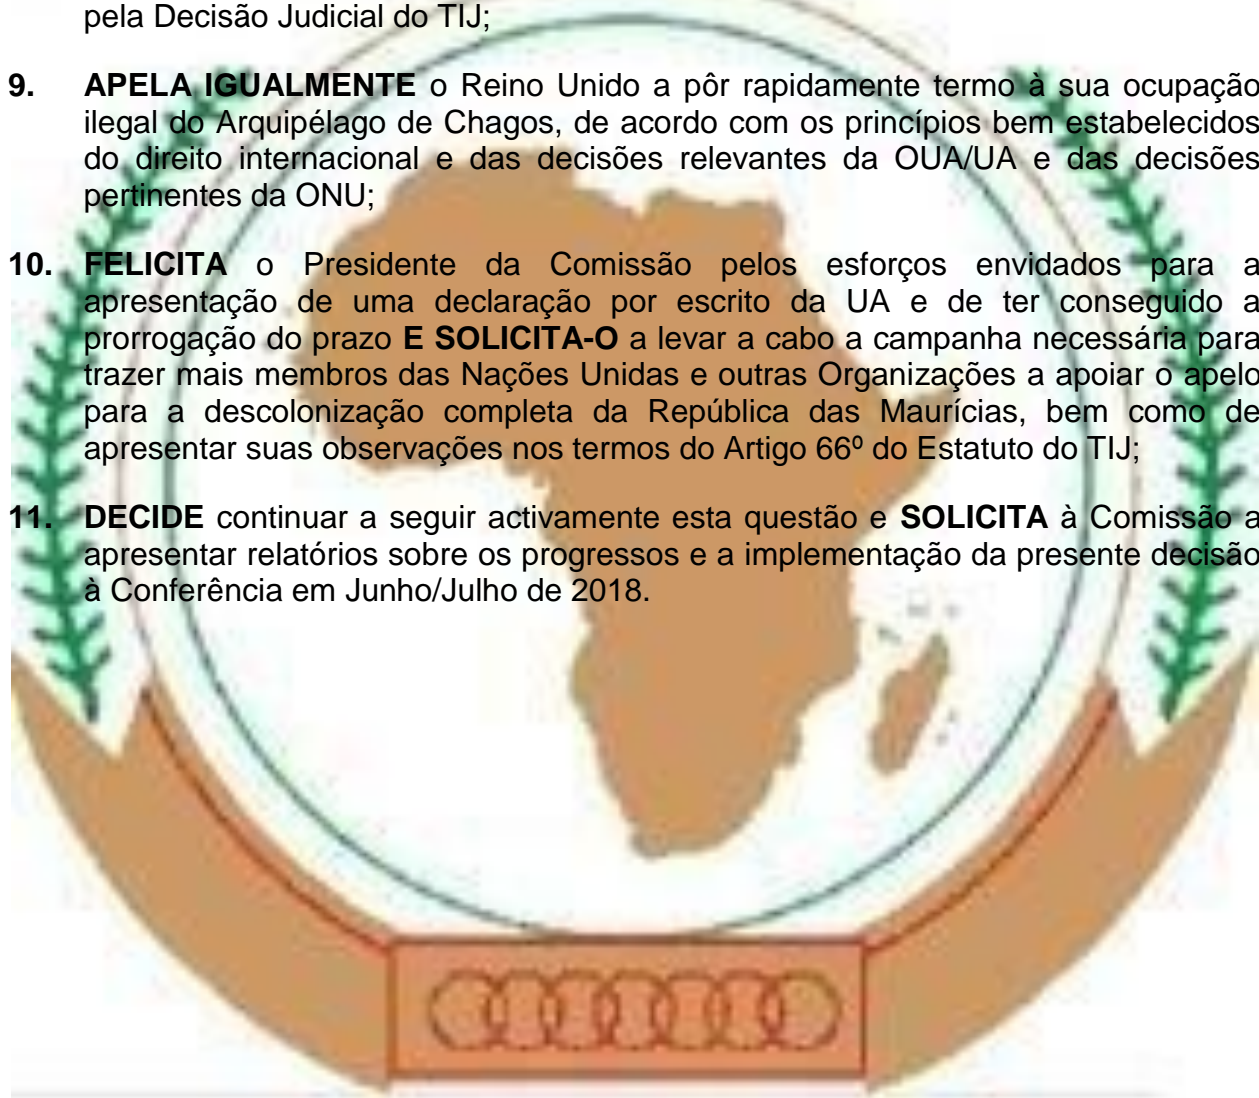 pela Decisão Judicial do TIJ;
9. APELA IGUALMENTE o Reino Unido a pôr rapidamente termo à sua ocupação
ilegal do Arquipélago de Chagos, de acordo com os princípios bem estabelecidos
do direito internacional e das decisões relevantes da OUA/UA e das decisões
pertinentes da ONU;
10. FELICITA o Presidente da Comissão pelos esforços envidados para a
apresentação de uma declaração por escrito da UA e de ter conseguido a
prorrogação do prazo E SOLICITA-O a levar a cabo a campanha necessária para
trazer mais membros das Nações Unidas e outras Organizações a apoiar o apelo
para a descolonização completa da República das Maurícias, bem como de
apresentar suas observações nos termos do Artigo 66º do Estatuto do TIJ;
11. DECIDE continuar a seguir activamente esta questão e SOLICITA à Comissão a
apresentar relatórios sobre os progressos e a implementação da presente decisão
à Conferência em Junho/Julho de 2018.